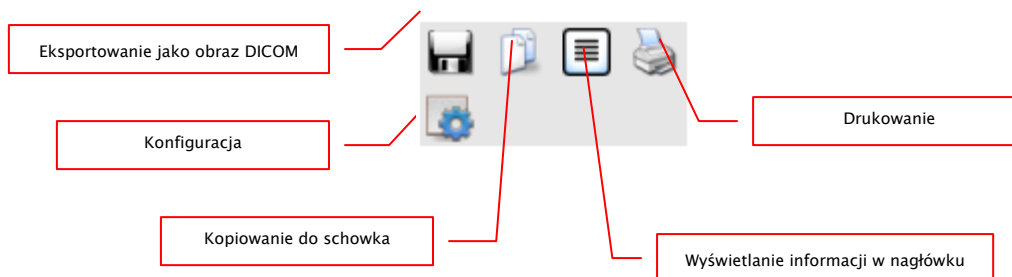 Eksportowanie jako obraz DICOM
Drukowanie
Konfiguracja
Kopiowanie do schowka
Wyświetlanie informacji w nagłówku